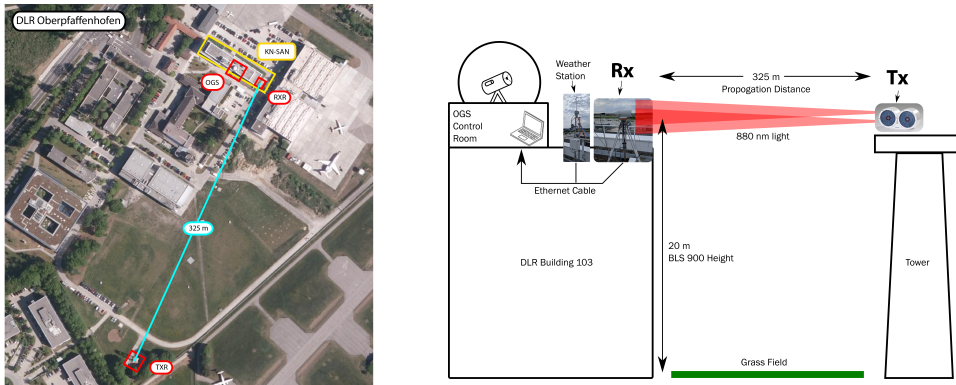 DLR Oberpfaffenhofen
KN-SAN
OGS
RXR
325 m
TXR
Weather
Station
Rx
325 m
Propogation Distance
Tx
OGS
Control
Room
880 nm light
Ethernet Cable
20 m
BLS 900 Height
DLR Building 103
Tower
Grass Field